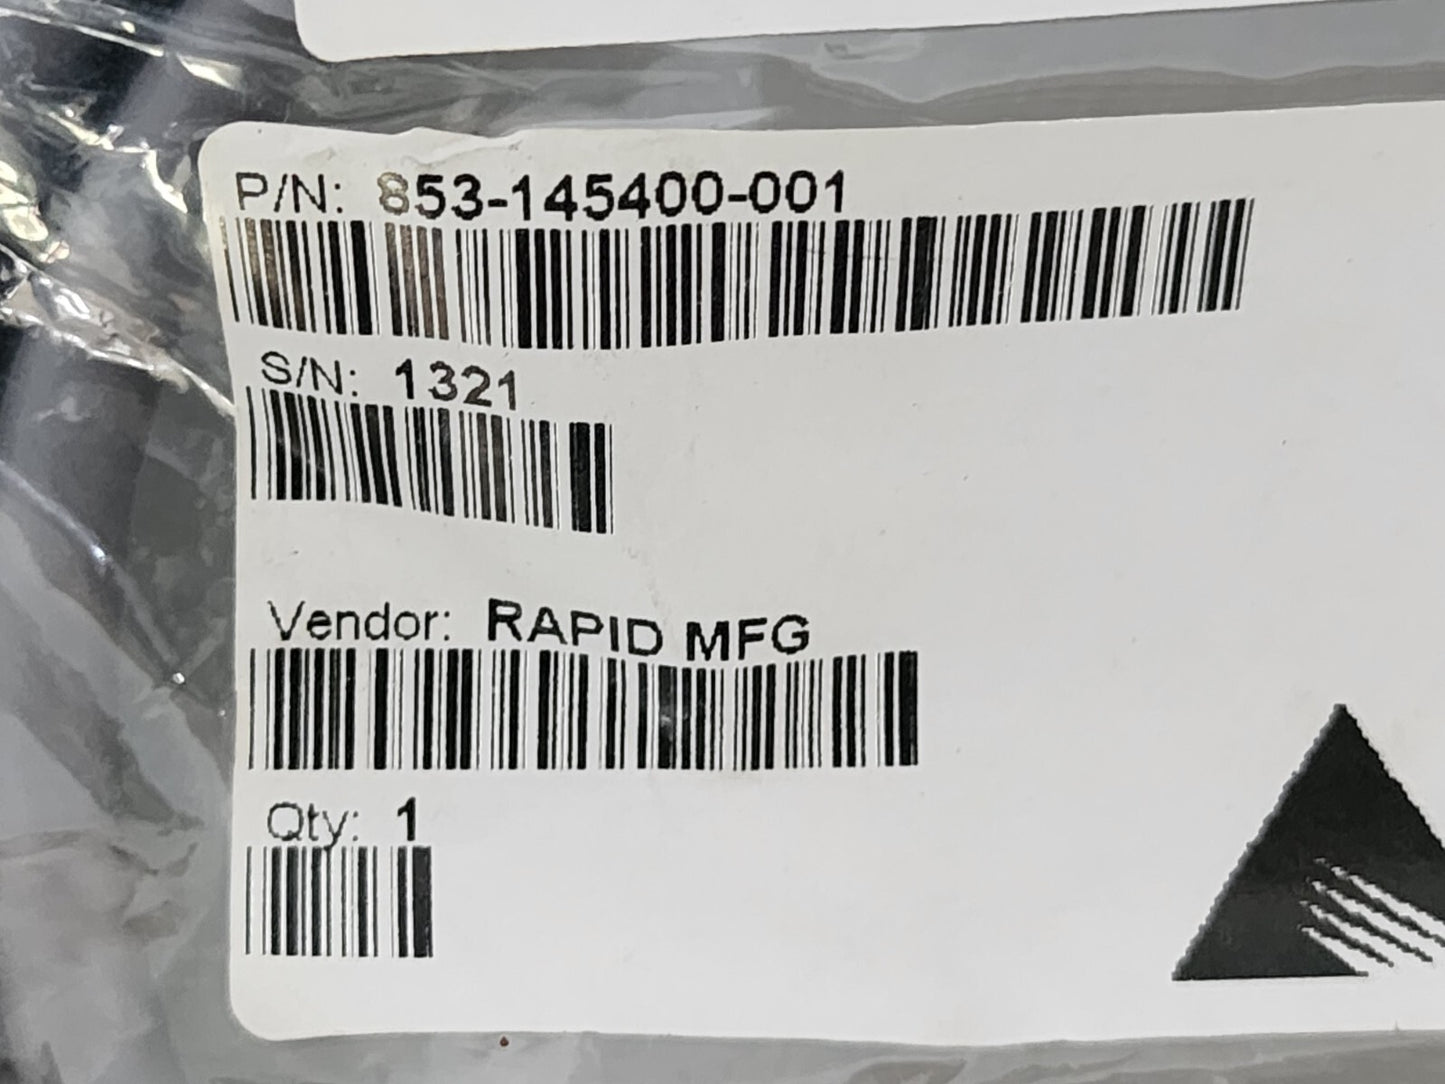 P/N: 853-145400-001
S/N: 1321
Vendor: RAPID MFG
Qty: 1